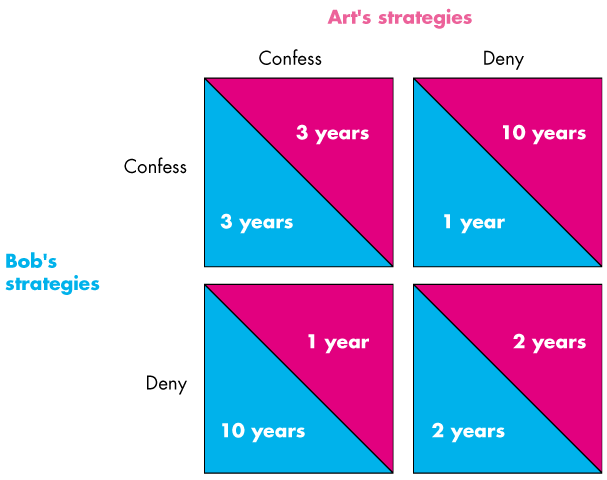 Art's strategies
Confess
Deny
Confess
3 years
3 years
10 years
1 year
Bob's
strategies
Deny
1 year
10 years
2 years
2 years